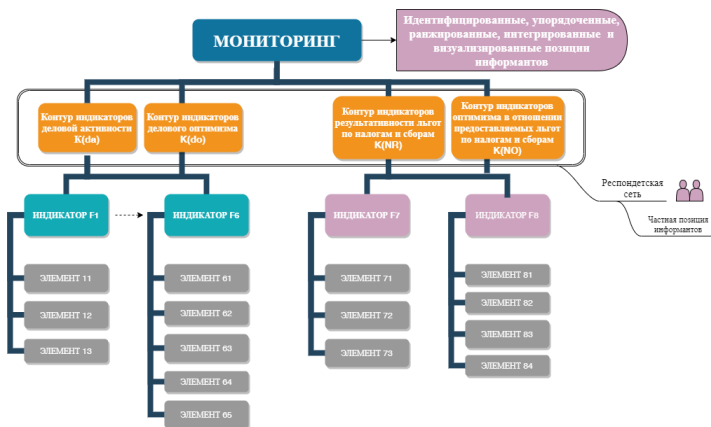 МОНИТОРИНГ
Идентифицированные, упорядоченные,
ранжированные, интегрированные и
визуализированные позиции
информантов
Контур индикаторов
деловой активности
K(da)
Контур индикаторов
делового оптимизма
K(do)
Контур индикаторов
результативности льгот
по налогам и сборам
K(NR)
Контур индикаторов
оптимизма в отношении
предоставляемых льгот
по налогам и сборам
K(NO)
Респондетская
сеть
Частная позиция
информантов
ИНДИКАТОР F1
ИНДИКАТОР F6
ИНДИКАТОР F7
ИНДИКАТОР F8
ЭЛЕМЕНТ 11
ЭЛЕМЕНТ 12
ЭЛЕМЕНТ 13
ЭЛЕМЕНТ 61
ЭЛЕМЕНТ 62
ЭЛЕМЕНТ 63
ЭЛЕМЕНТ 64
ЭЛЕМЕНТ 65
ЭЛЕМЕНТ 71
ЭЛЕМЕНТ 72
ЭЛЕМЕНТ 73
ЭЛЕМЕНТ 81
ЭЛЕМЕНТ 82
ЭЛЕМЕНТ 83
ЭЛЕМЕНТ 84